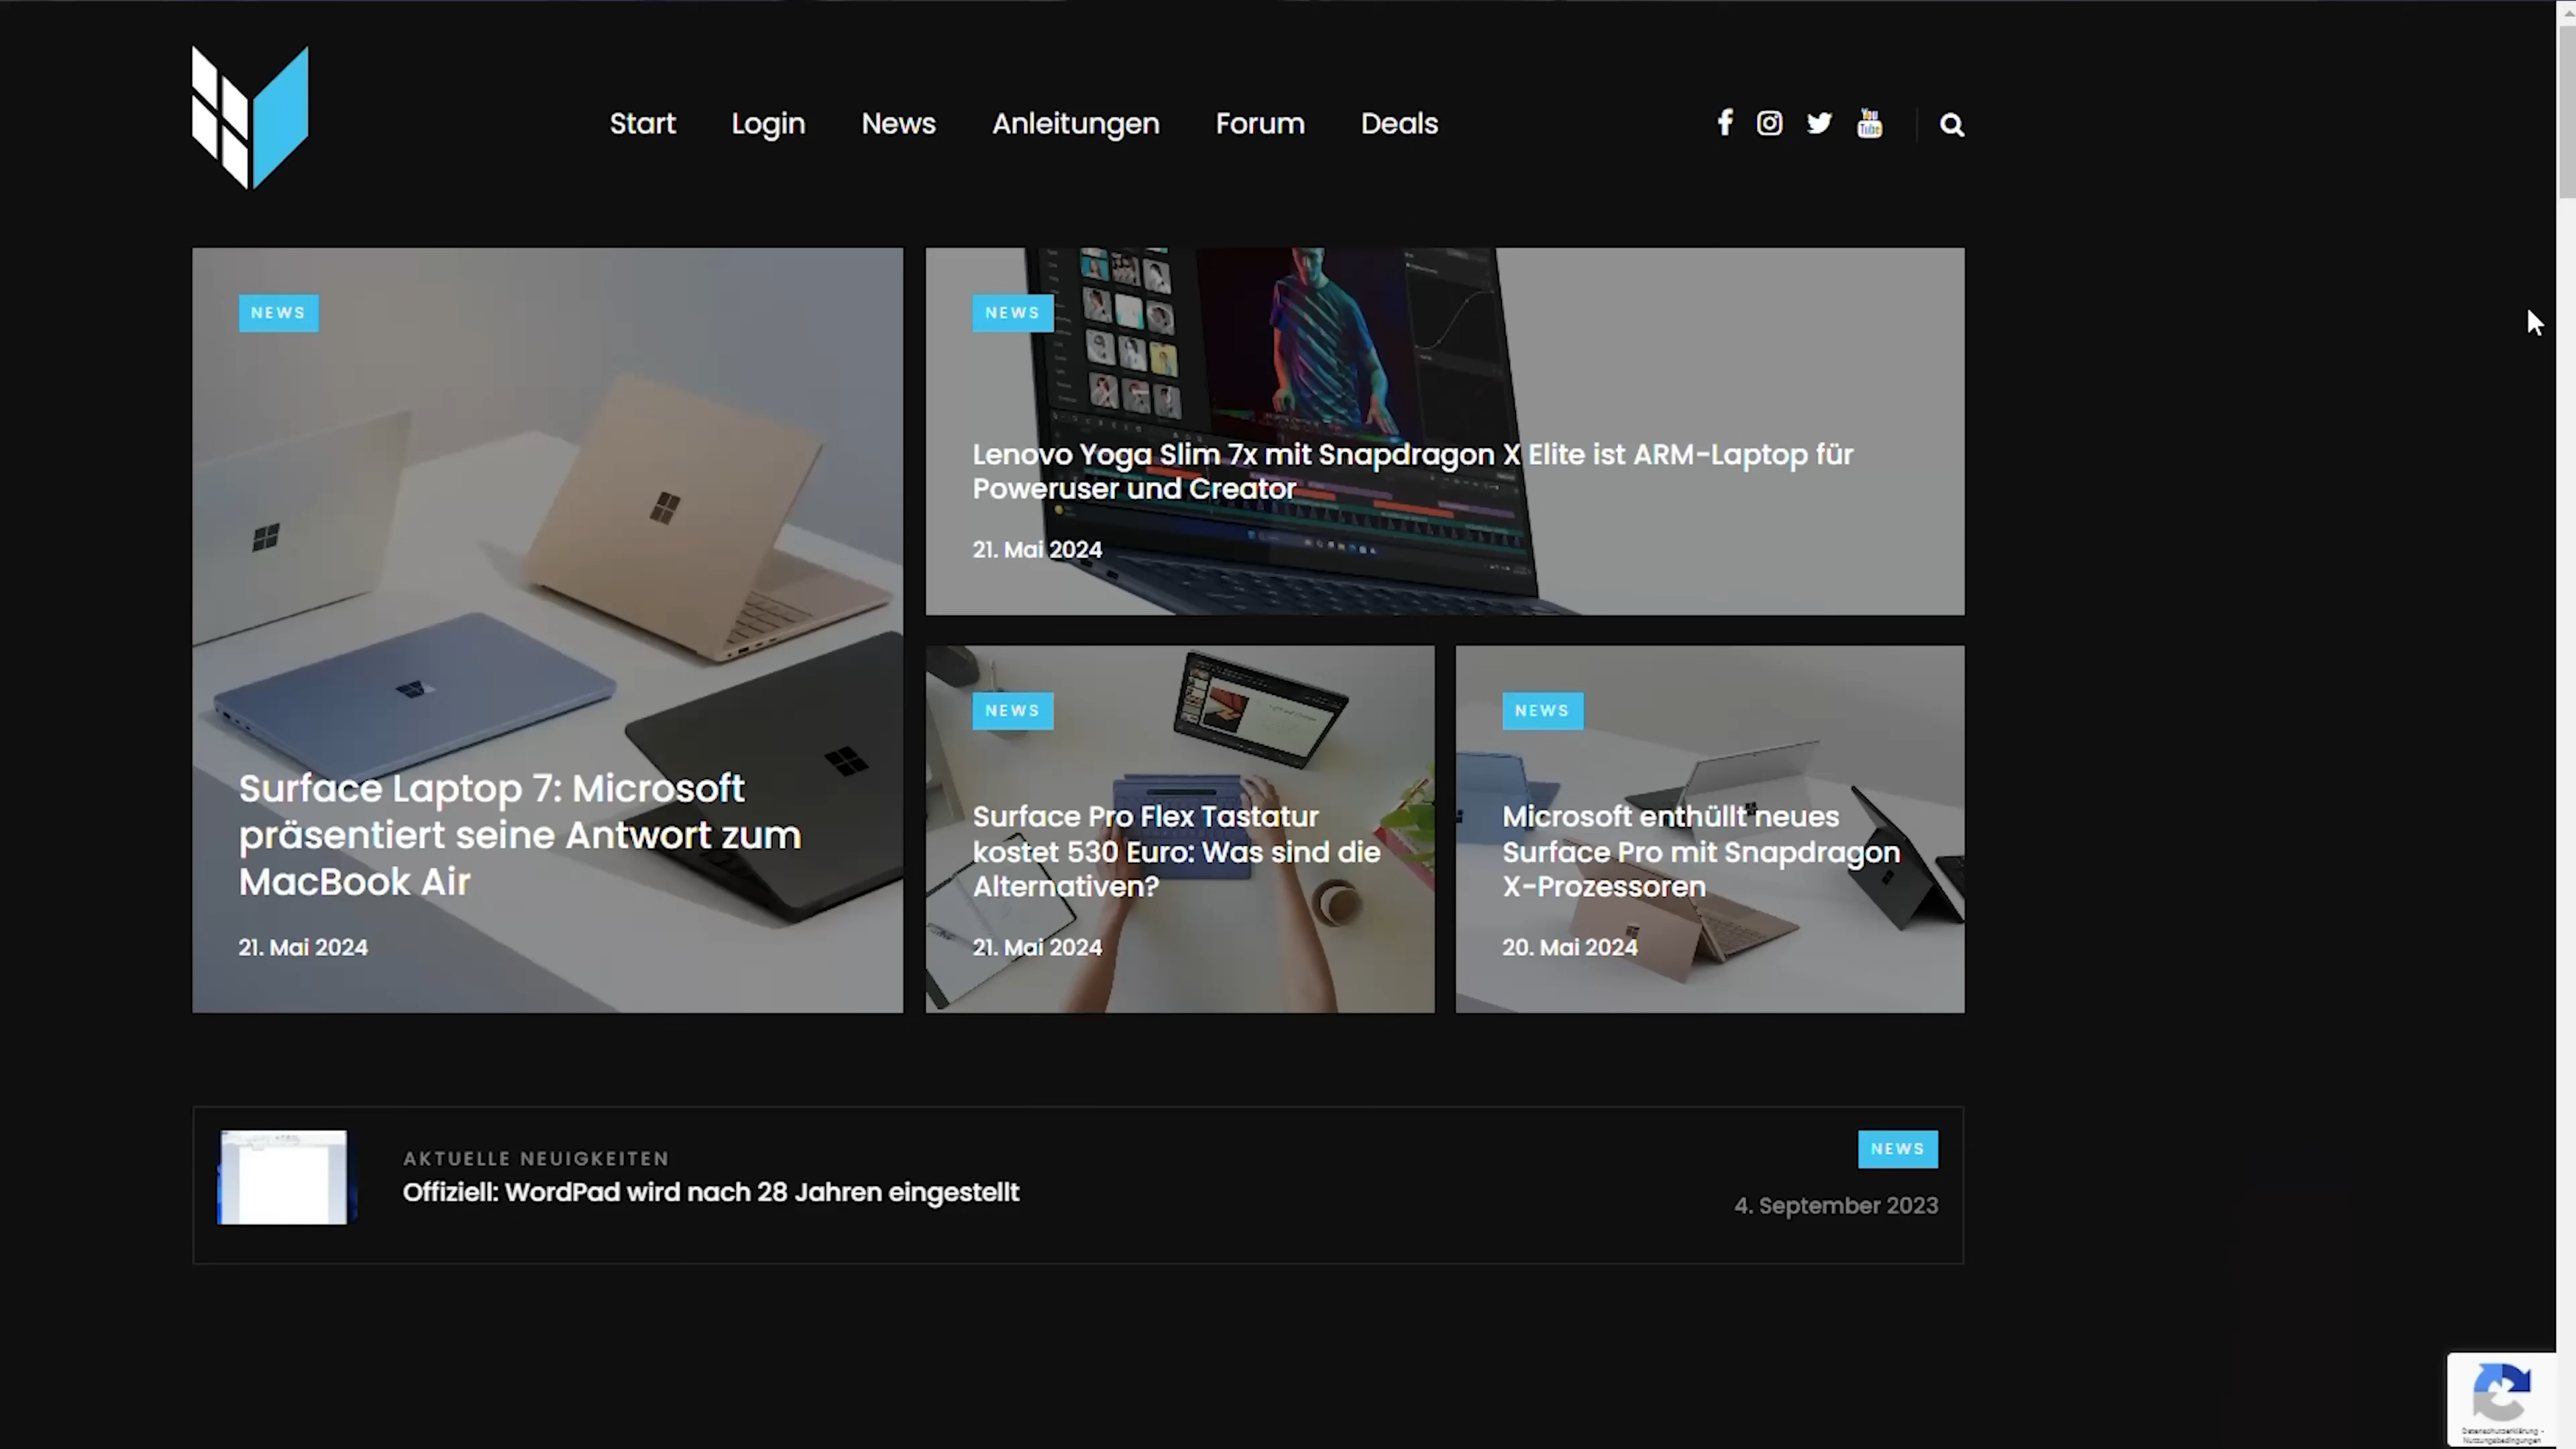 Start Login News Anleitungen Forum Deals
You
Tube
NEWS
Surface Laptop 7: Microsoft
präsentiert seine Antwort zum
MacBook Air
21. Mai 2024
NEWS
Lenovo Yoga Slim 7x mit Snapdragon X Elite ist ARM-Laptop für
Poweruser und Creator
21. Mai 2024
NEWS
Surface Pro Flex Tastatur
kostet 530 Euro: Was sind die
Alternativen?
21. Mai 2024
NEWS
Microsoft enthüllt neues
Surface Pro mit Snapdragon
X-Prozessoren
20. Mai 2024
AKTUELLE NEUIGKEITEN
Offiziell: WordPad wird nach 28 Jahren eingestellt
NEWS
4. September 2023
Datenschutzerklärung -
Nutzungsbedingungen